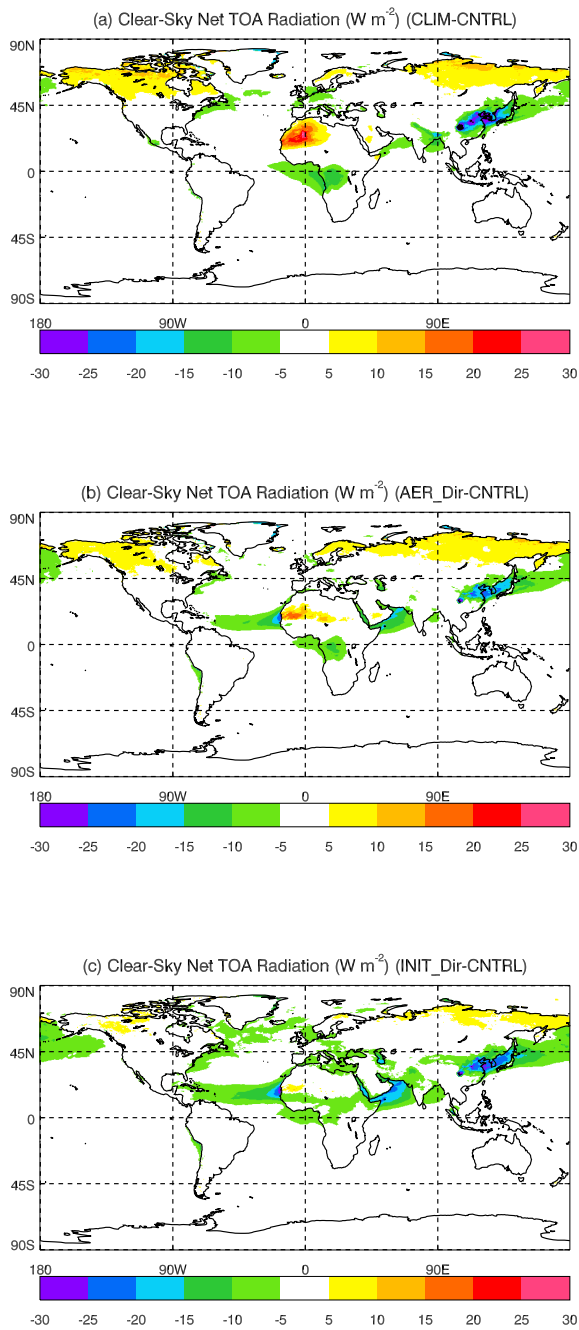 (a) Clear-Sky Net TOA Radiation (W m-2) (CLIM-CNTRL)
90N
45N
0
45S
90S
180 90W 0 90E
-30 -25 -20 -15 -10 -5 5 10 15 20 25 30
(b) Clear-Sky Net TOA Radiation (W m-2) (AER_Dir-CNTRL)
90N
45N
0
45S
90S
180 90W 0 90E
-30 -25 -20 -15 -10 -5 5 10 15 20 25 30
(c) Clear-Sky Net TOA Radiation (W m-2) (INIT_Dir-CNTRL)
90N
45N
0
45S
90S
180 90W 0 90E
-30 -25 -20 -15 -10 -5 5 10 15 20 25 30